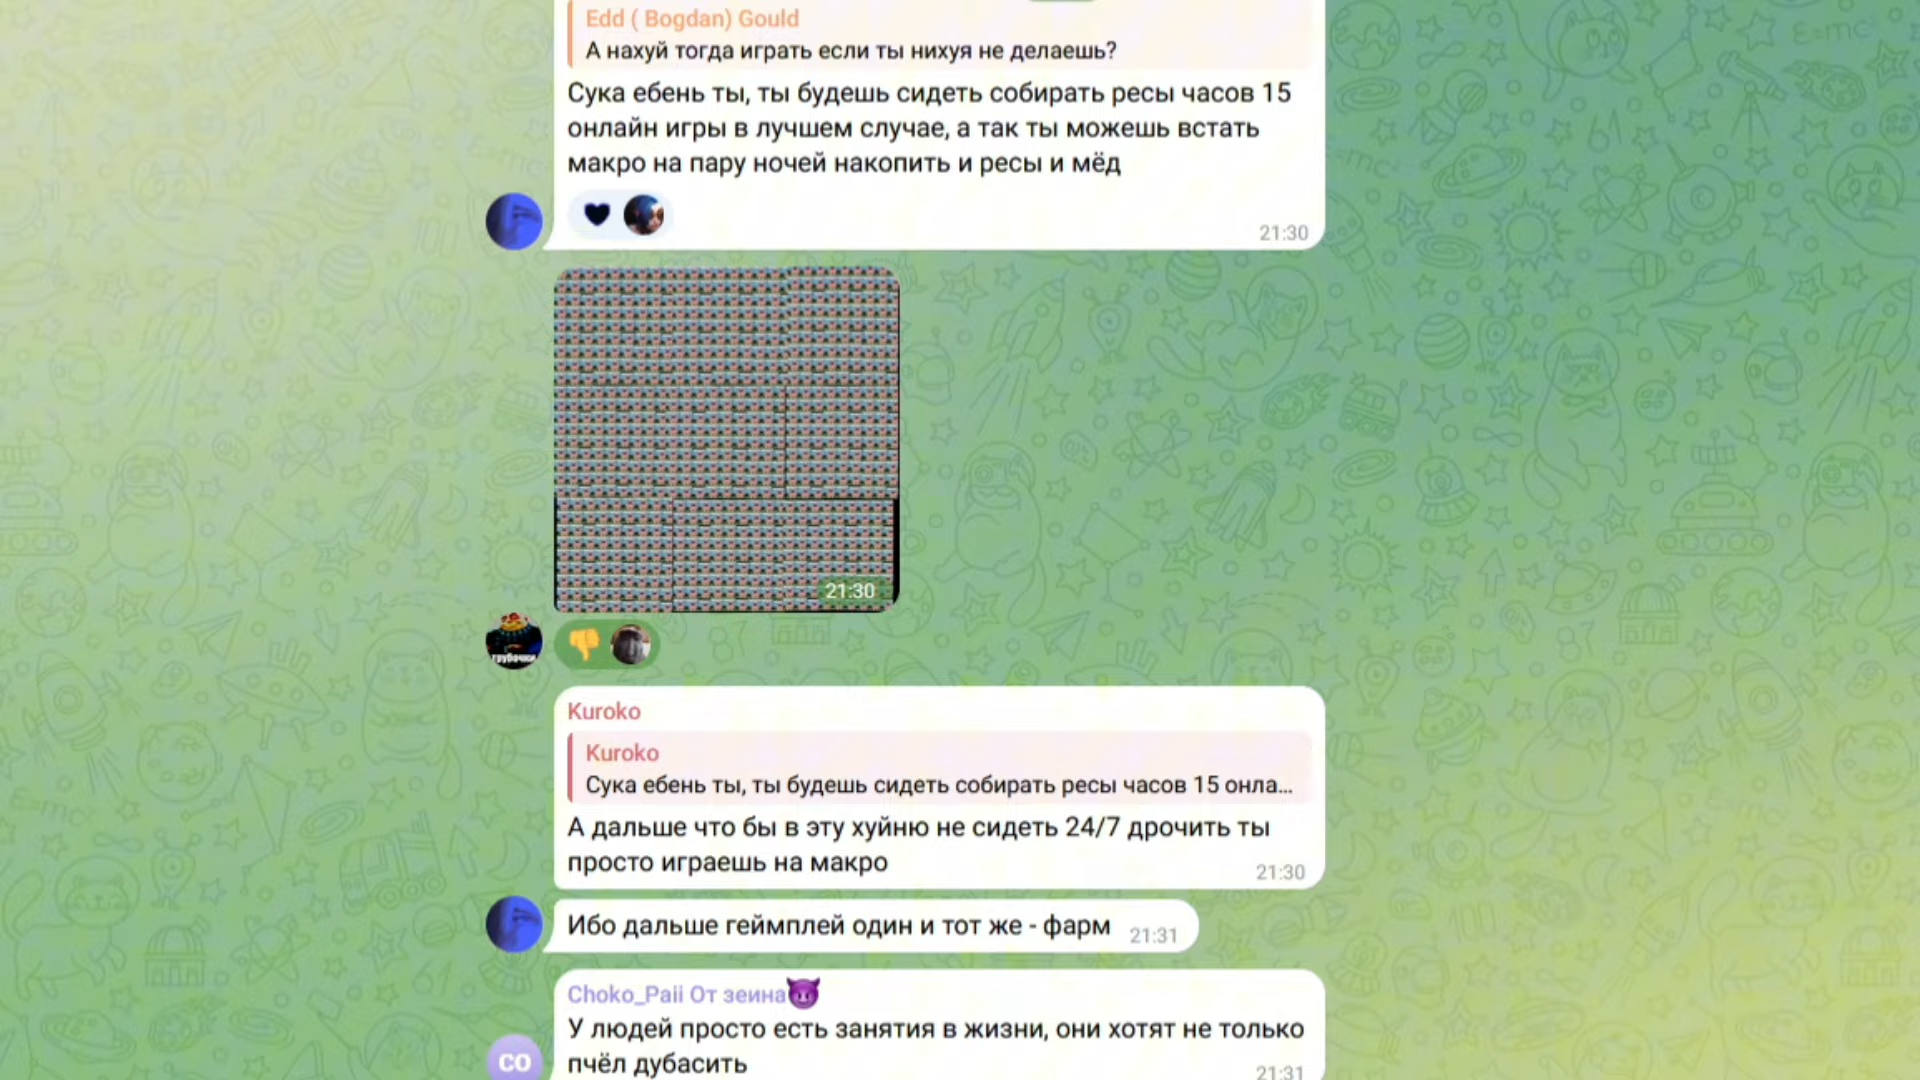 Edd ( Bogdan) Gould
А нахуй тогда играть если ты нихуя не делаешь?
Сука ебень ты, ты будешь сидеть собирать ресы часов 15
онлайн игры в лучшем случае, а так ты можешь встать
макро на пару ночей накопить и ресы и мёд
21:30
21:30
грубачки
Kuroko
Kuroko
Сука ебень ты, ты будешь сидеть собирать ресы часов 15 онла...
А дальше что бы в эту хуйню не сидеть 24/7 дрочить ты
просто играешь на макро
21:30
Ибо дальше геймплей один и тот же - фарм 21:31
Choko_Paii От зеина😈
У людей просто есть занятия в жизни, они хотят не только
пчёл дубасить
21:31
CO